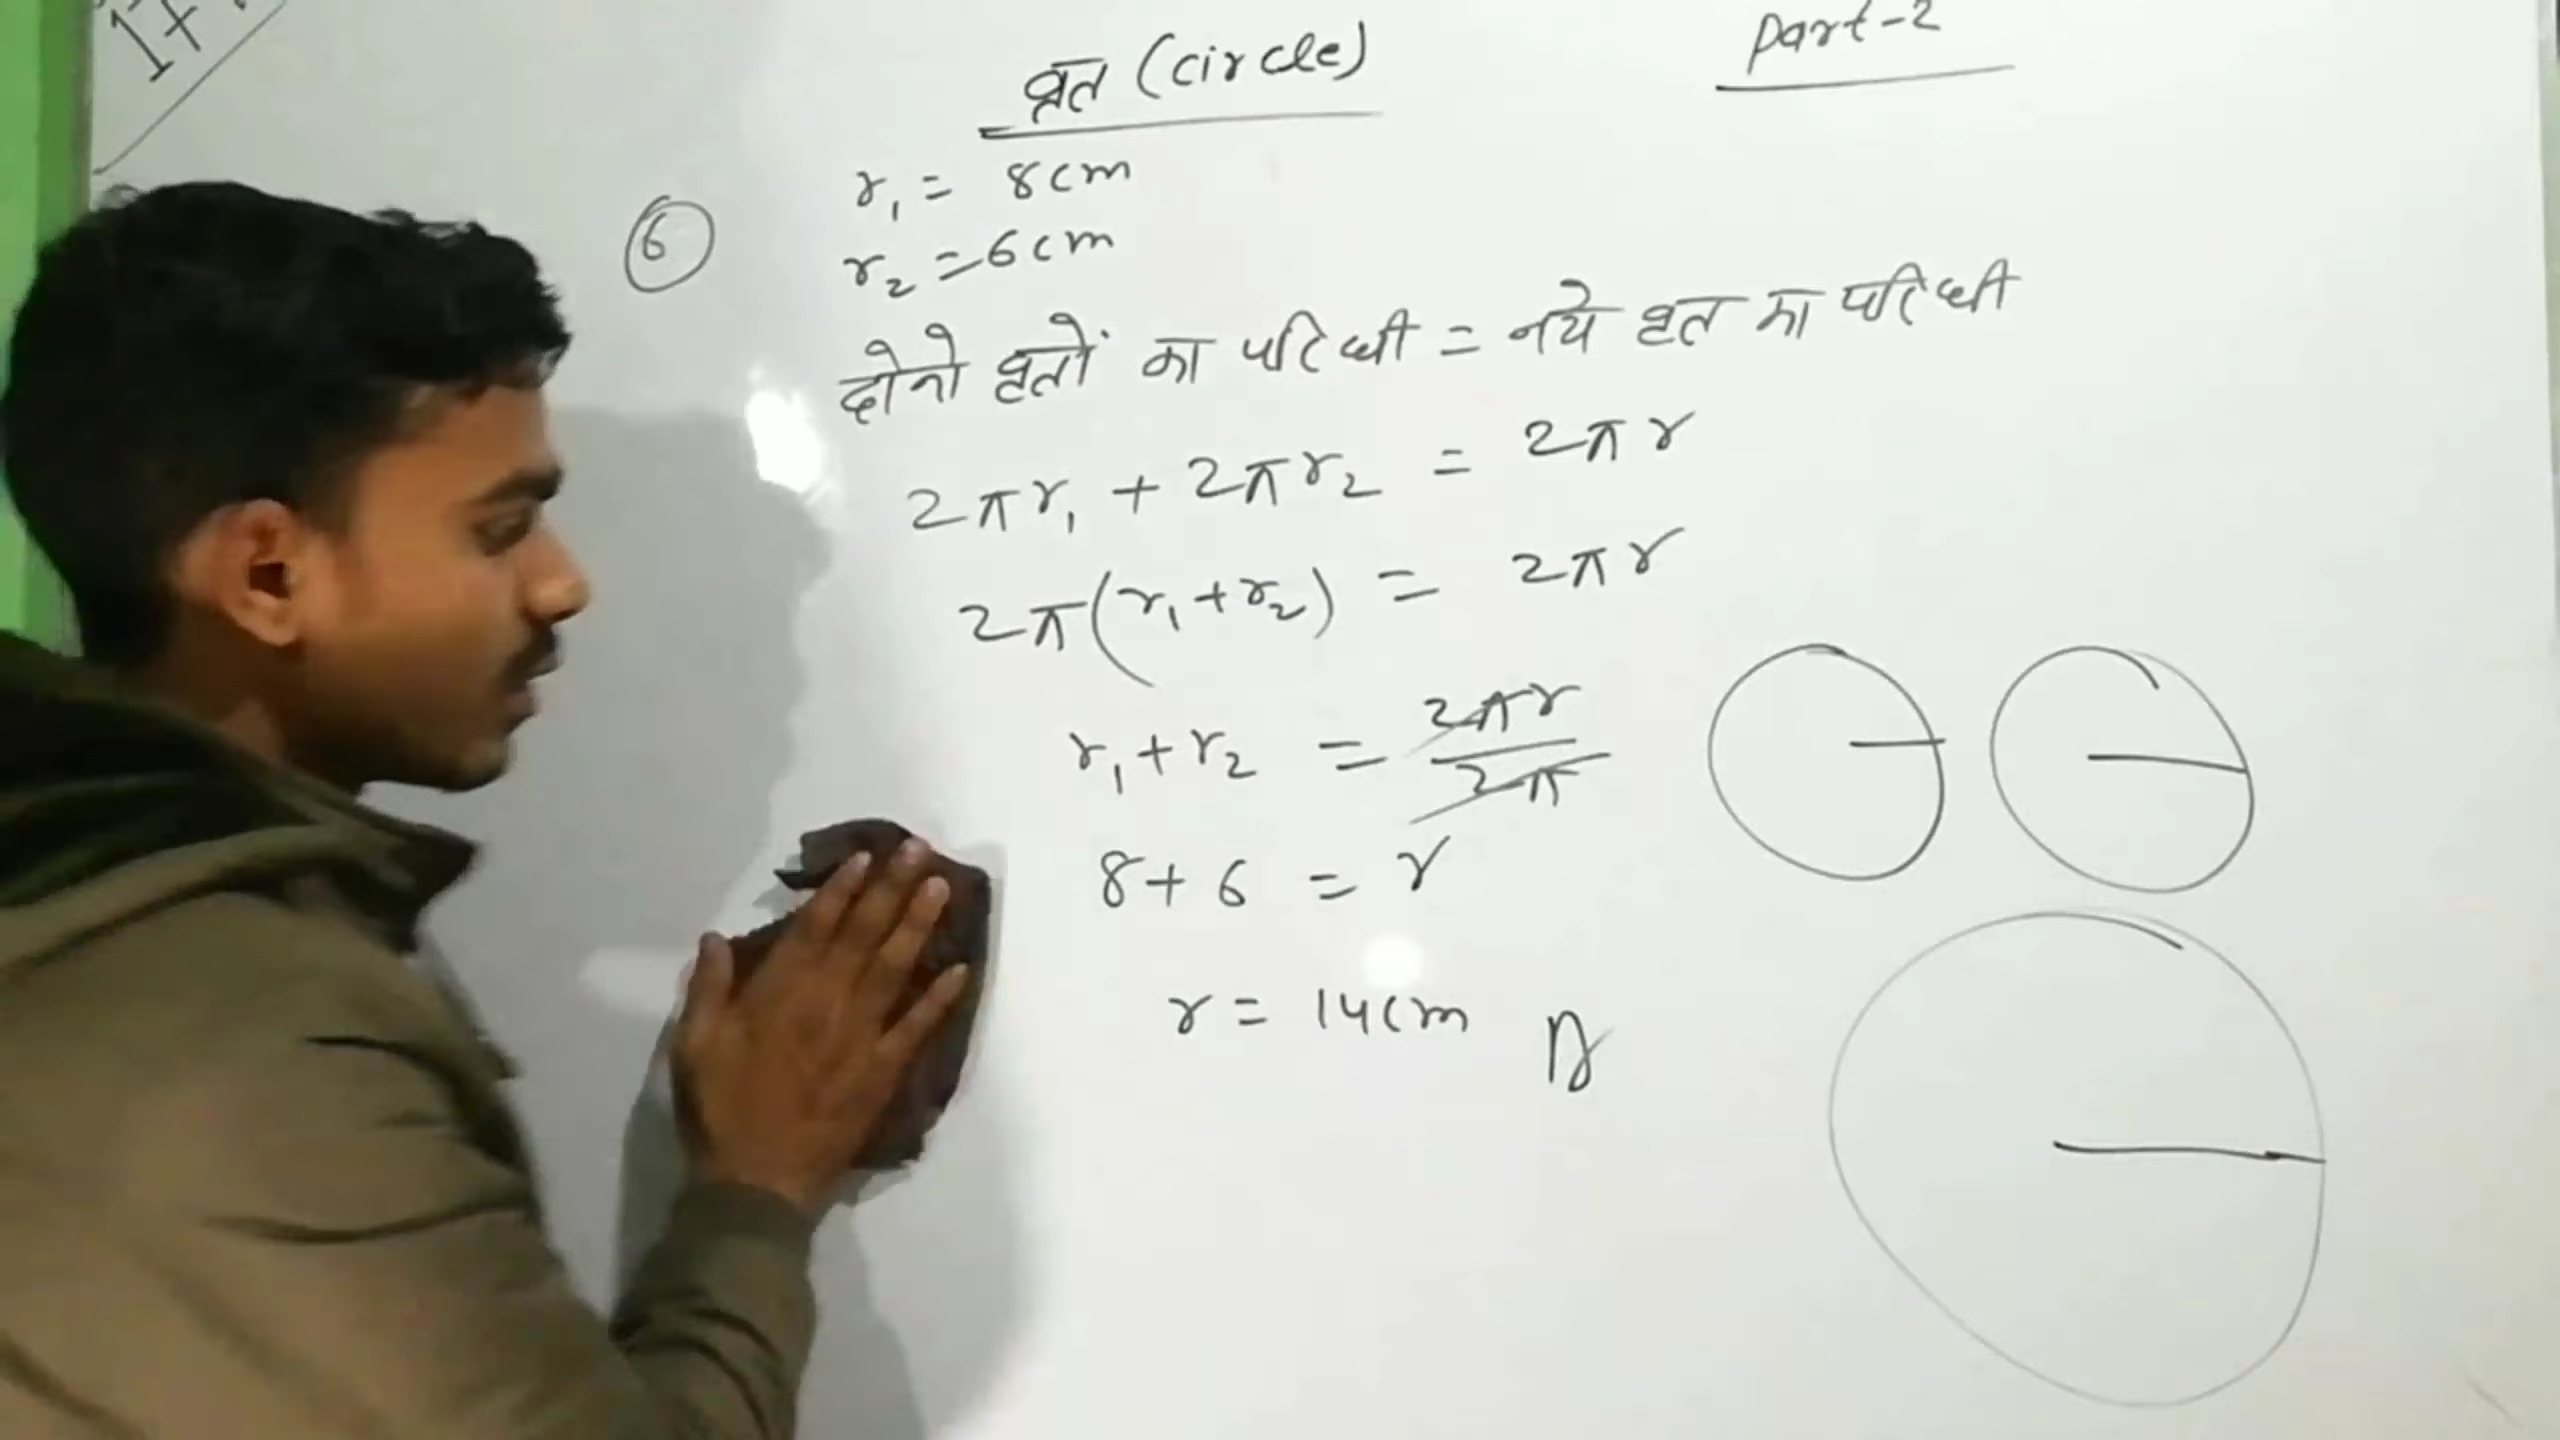 वृत (circle)
Part-2
6
r₁ = 8cm
r₂ = 6cm
दोनो वृतों का परिधी = नये वृत का परिधी
2πr₁ + 2πr₂ = 2πr
2π(r₁+r₂) = 2πr
r₁+r₂ = 2πr/2π
8+6 = r
r = 14cm